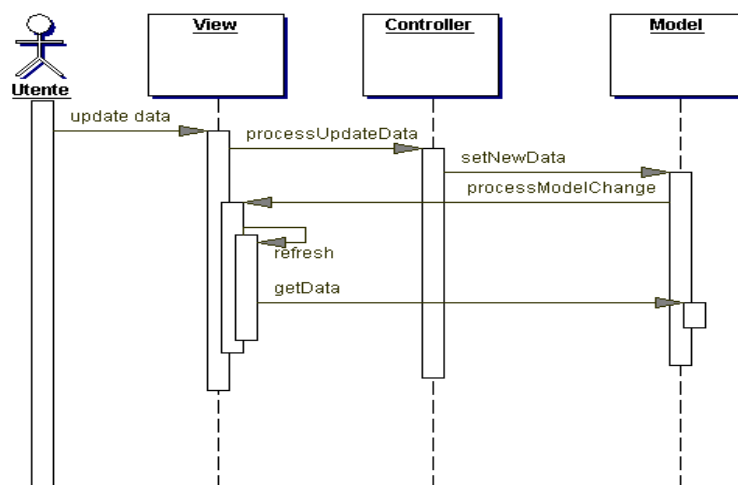 View
Controller
Model
Utente
update data
processUpdateData
setNewData
processModelChange
refresh
getData